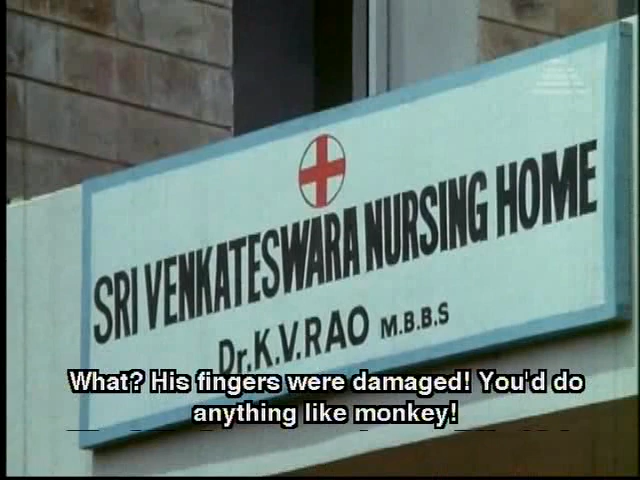 SRI VENKATESWARA NURSING HOME
Dr.K.V.RAO M.B.B.S
What? His fingers were damaged! You'd do
anything like monkey!